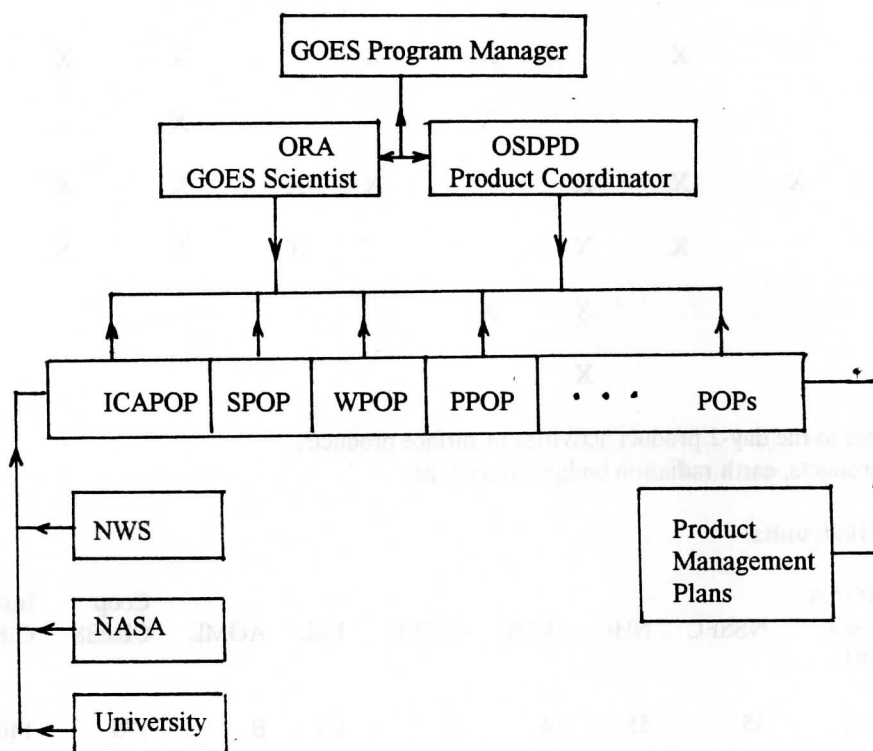 GOES Program Manager
ORA
GOES Scientist
OSDPD
Product Coordinator
ICAPOP SPOP WPOP PPOP • • • POPs
NWS
NASA
University
Product
Management
Plans